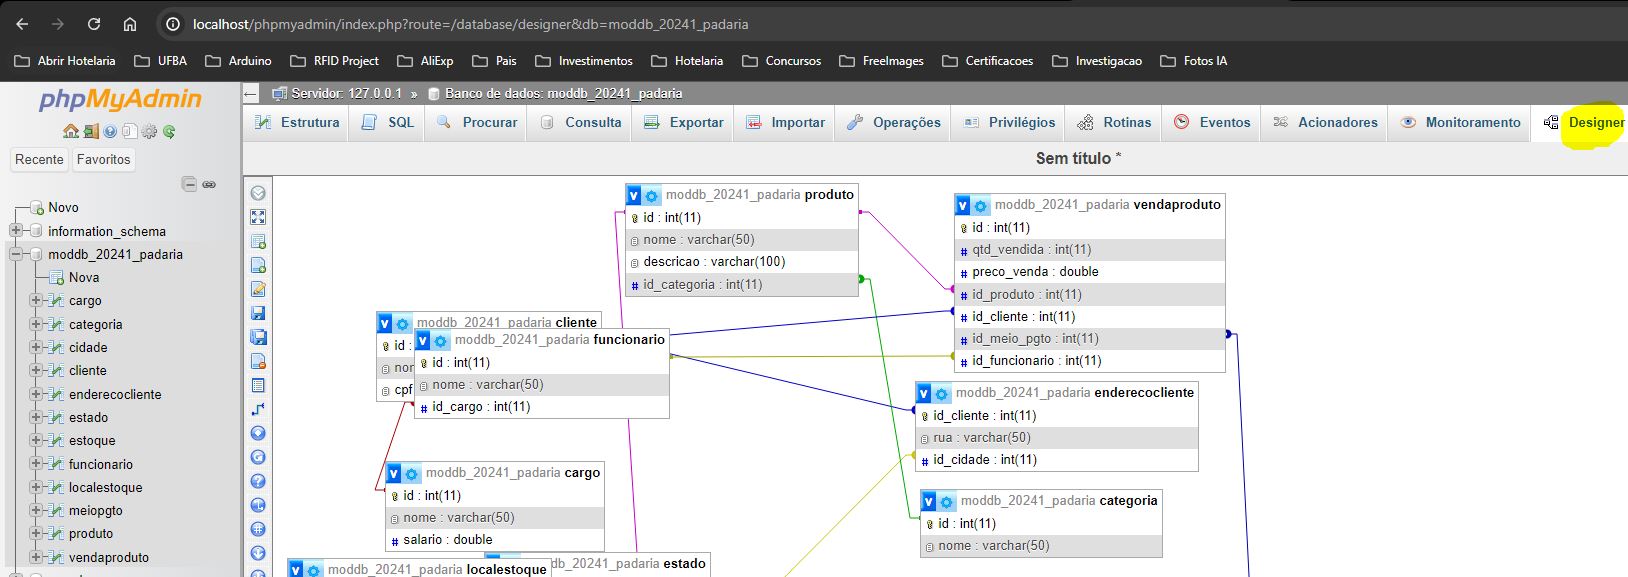 localhost/phpmyadmin/index.php?route=/database/designer&db=moddb_20241_padaria
Abrir Hotelaria UFBA Arduino RFID Project AliExp Pais Investimentos Hotelaria Concursos FreeImages Certificacoes Investigacao Fotos IA
phpMyAdmin
Recente Favoritos
Novo
information_schema
moddb_20241_padaria
Nova
cargo
categoria
cidade
cliente
enderecocliente
estado
estoque
funcionario
localestoque
meiopgto
produto
vendaproduto
Servidor: 127.0.0.1 » Banco de dados: moddb_20241_padaria
Estrutura SQL Procurar Consulta Exportar Importar Operações Privilégios Rotinas Eventos Acionadores Monitoramento Designer
Sem título *
v moddb_20241_padaria produto
id : int(11)
nome : varchar(50)
descricao : varchar(100)
# id_categoria : int(11)
v moddb_20241_padaria vendaproduto
id : int(11)
# qtd_vendida : int(11)
# preco_venda : double
# id_produto : int(11)
# id_cliente : int(11)
# id_meio_pgto : int(11)
# id_funcionario : int(11)
v moddb_20241_padaria cliente
id :
cpf
v moddb_20241_padaria funcionario
id : int(11)
nome : varchar(50)
# id_cargo : int(11)
v moddb_20241_padaria enderecocliente
id_cliente : int(11)
rua : varchar(50)
# id_cidade : int(11)
v moddb_20241_padaria cargo
id : int(11)
nome : varchar(50)
# salario : double
v moddb_20241_padaria categoria
id : int(11)
nome : varchar(50)
v moddb_20241_padaria localestoque
db_20241_padaria estado